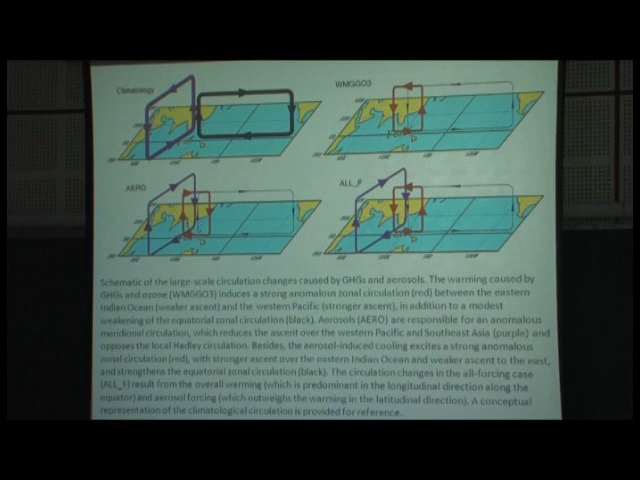 Climatology
WMGGO3
AERO
ALL_F
Schematic of the large-scale circulation changes caused by GHGs and aerosols. The warming caused by
GHGs and ozone (WMGGO3) induces a strong anomalous zonal circulation (red) between the eastern
Indian Ocean (weaker ascent) and the western Pacific (stronger ascent), in addition to a modest
weakening of the equatorial zonal circulation (black). Aerosols (AERO) are responsible for an anomalous
meridional circulation, which reduces the ascent over the western Pacific and Southeast Asia (purple) and
opposes the local Hadley circulation. Besides, the aerosol-induced cooling excites a strong anomalous
zonal circulation (red), with stronger ascent over the eastern Indian Ocean and weaker ascent to the east,
and strengthens the equatorial zonal circulation (black). The circulation changes in the all-forcing case
(ALL_F) result from the overall warming (which is predominant in the longitudinal direction along the
equator) and aerosol forcing (which outweighs the warming in the latitudinal direction). A conceptual
representation of the climatological circulation is provided for reference.